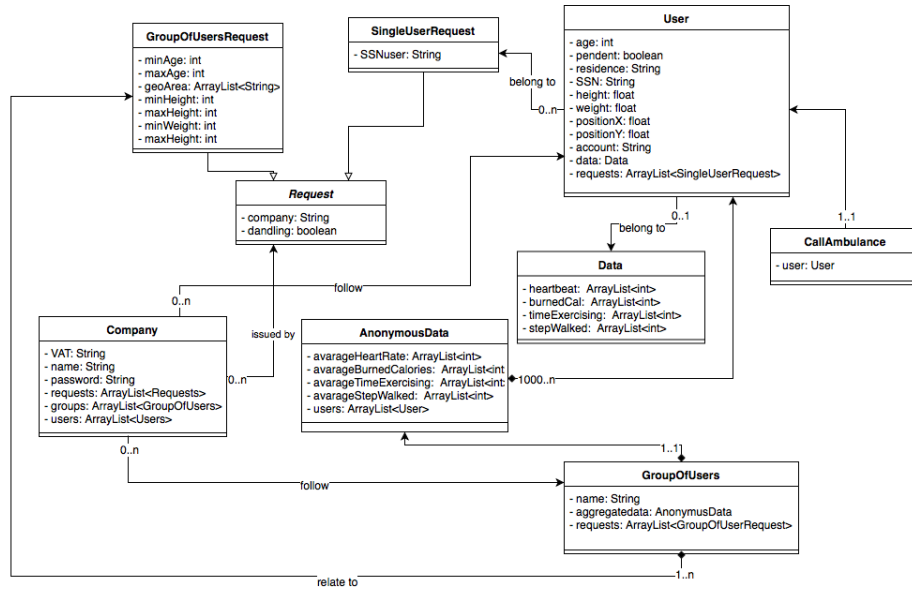 GroupOfUsersRequest
- minAge: int
- maxAge: int
- geoArea: ArrayList<String>
- minHeight: int
- maxHeight: int
- minWeight: int
- maxHeight: int
SingleUserRequest
- SSNuser: String
User
- age: int
- pendent: boolean
- residence: String
- SSN: String
- height: float
- weight: float
- positionX: float
- positionY: float
- account: String
- data: Data
- requests: ArrayList<SingleUserRequest>
belong to
0..n
Request
- company: String
- dandling: boolean
0..1
belong to
1..1
CallAmbulance
- user: User
Data
- heartbeat: ArrayList<int>
- burnedCal: ArrayList<int>
- timeExercising: ArrayList<int>
- stepWalked: ArrayList<int>
follow
0..n
issued by
0..n
Company
- VAT: String
- name: String
- password: String
- requests: ArrayList<Requests>
- groups: ArrayList<GroupOfUsers>
- users: ArrayList<Users>
AnonymousData
- avarageHeartRate: ArrayList<int>
- avarageBurnedCalories: ArrayList<int
- avarageTimeExercising: ArrayList<int
- avarageStepWalked: ArrayList<int>
- users: ArrayList<User>
1000..n
0..n
1..1
follow
GroupOfUsers
- name: String
- aggregatedata: AnonymusData
- requests: ArrayList<GroupOfUserRequest>
1..n
relate to